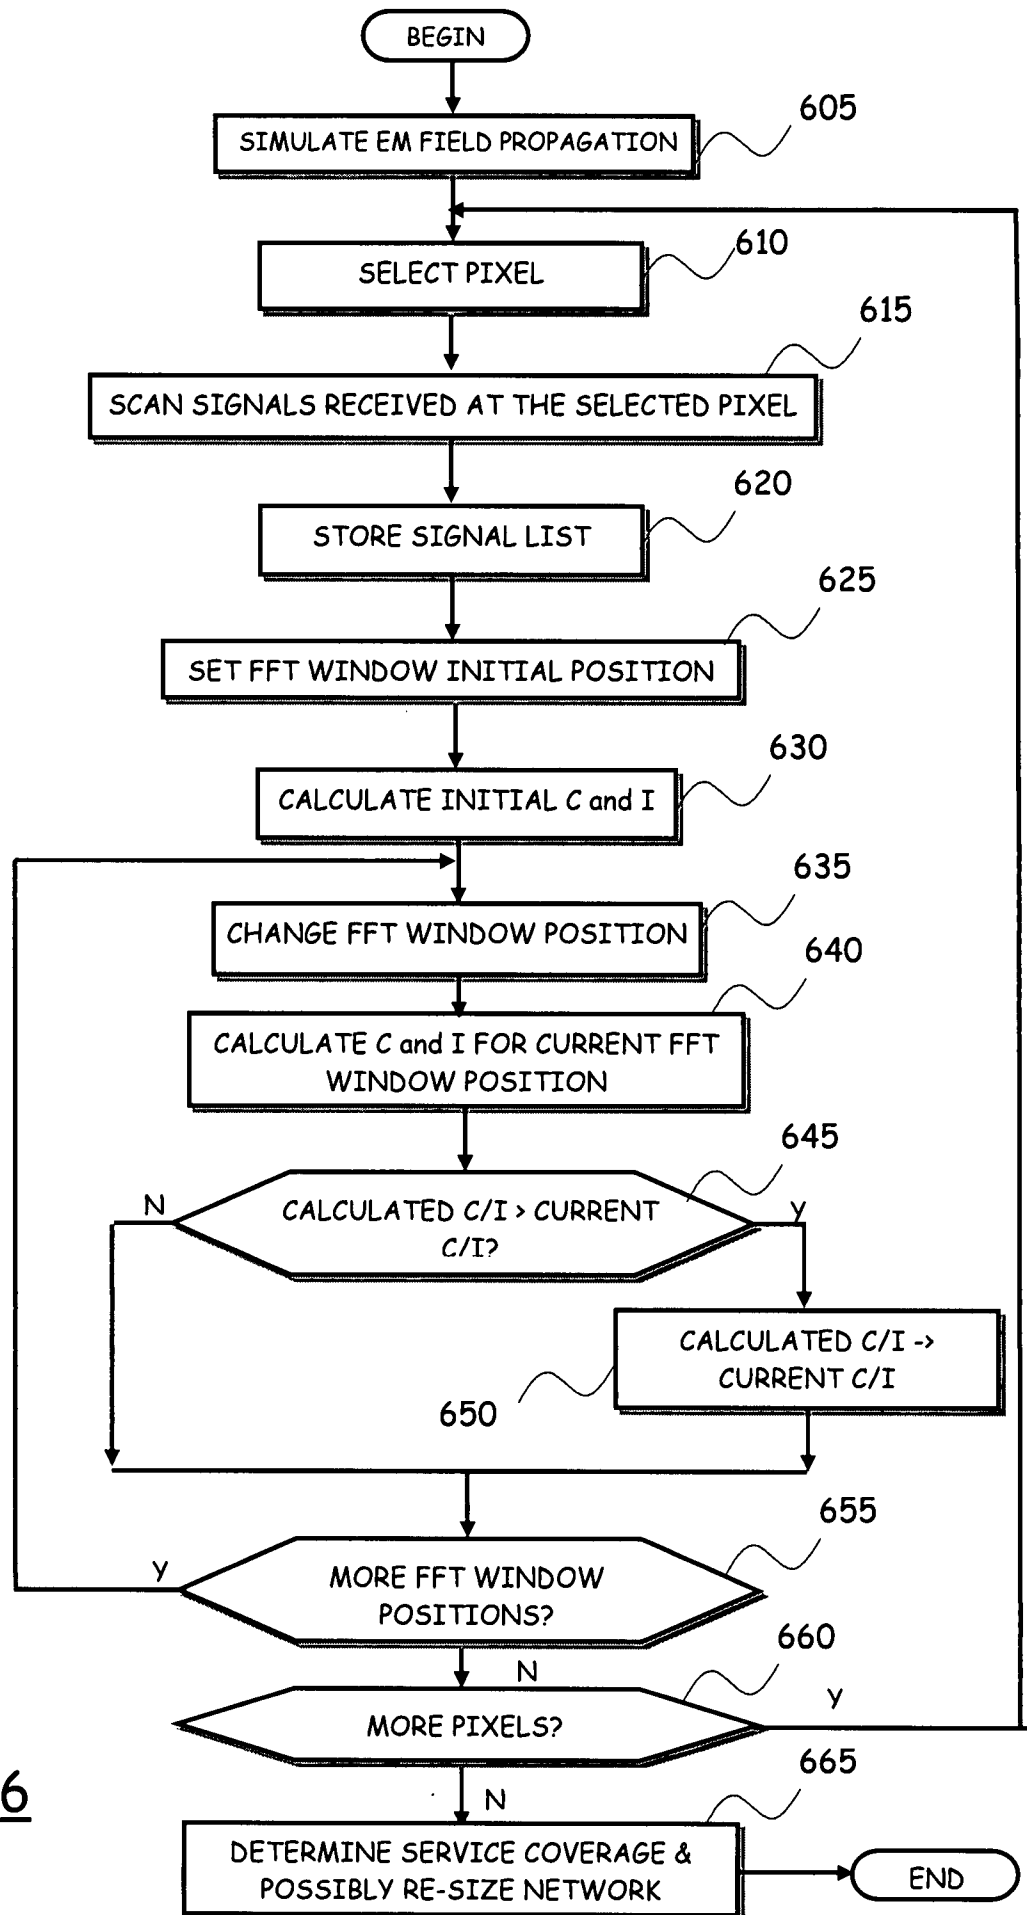 BEGIN
605
SIMULATE EM FIELD PROPAGATION
610
SELECT PIXEL
615
SCAN SIGNALS RECEIVED AT THE SELECTED PIXEL
620
STORE SIGNAL LIST
625
SET FFT WINDOW INITIAL POSITION
630
CALCULATE INITIAL C and I
635
CHANGE FFT WINDOW POSITION
640
CALCULATE C and I FOR CURRENT FFT
WINDOW POSITION
645
N
CALCULATED C/I > CURRENT
C/I?
Y
CALCULATED C/I ->
CURRENT C/I
650
655
Y
MORE FFT WINDOW
POSITIONS?
660
N
Y
MORE PIXELS?
665
6
N
DETERMINE SERVICE COVERAGE &
POSSIBLY RE-SIZE NETWORK
END